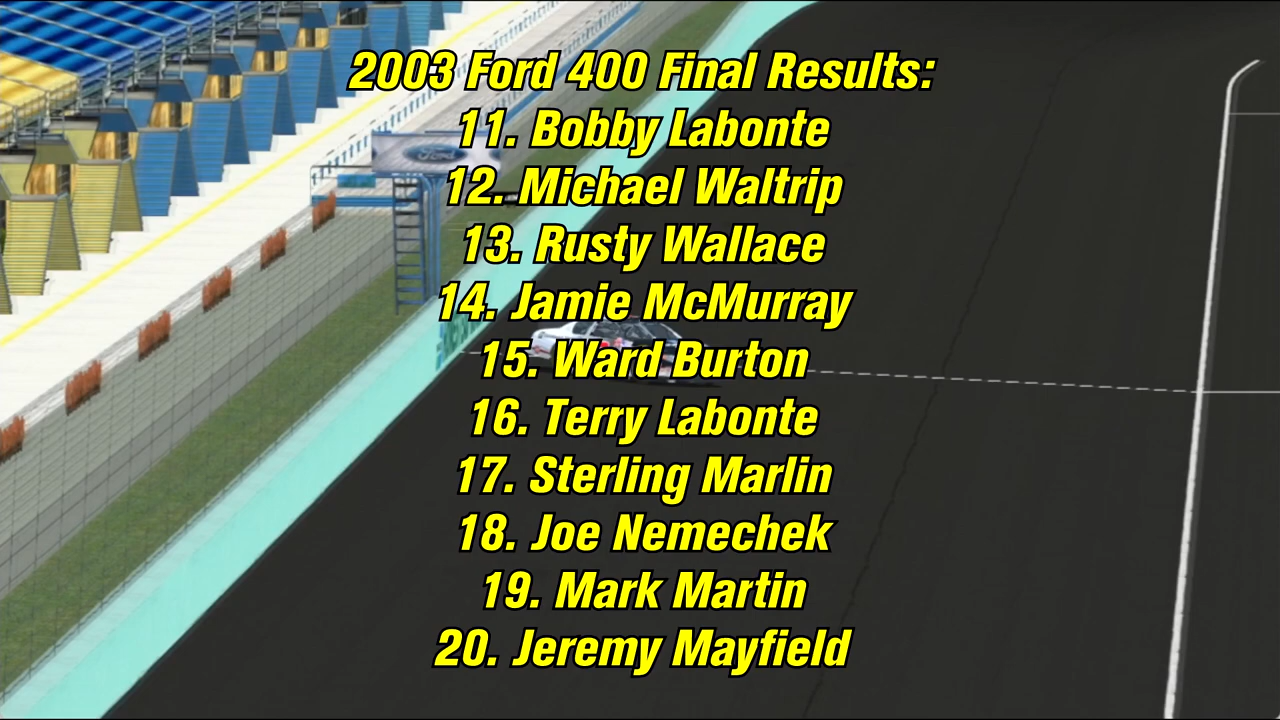 2003 Ford 400 Final Results:
11. Bobby Labonte
12. Michael Waltrip
13. Rusty Wallace
14. Jamie McMurray
15. Ward Burton
16. Terry Labonte
17. Sterling Marlin
18. Joe Nemechek
19. Mark Martin
20. Jeremy Mayfield